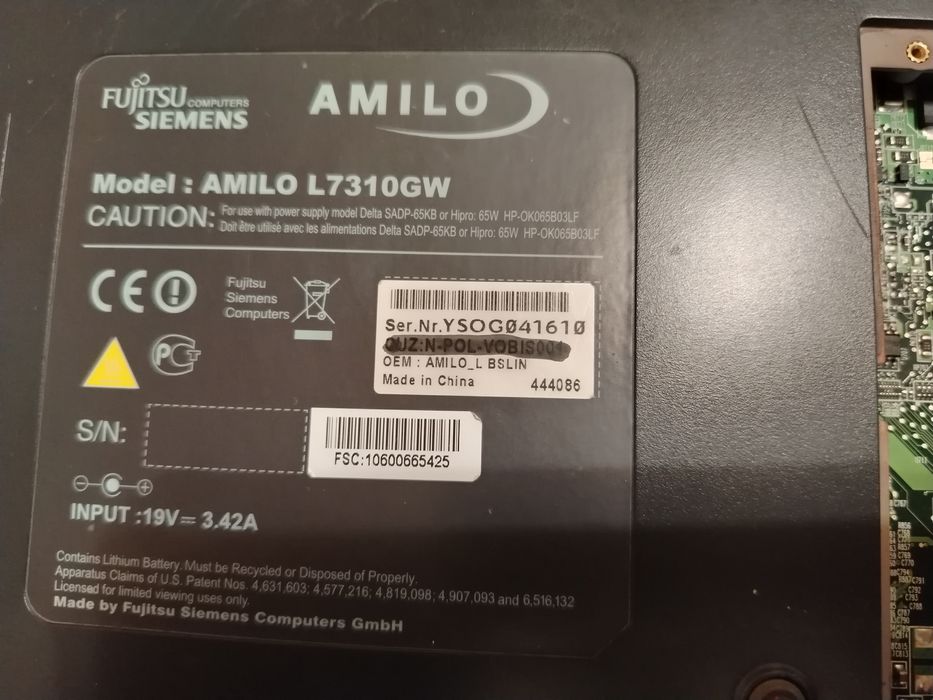 FUJITSU COMPUTERS
SIEMENS
AMILO
Model : AMILO L7310GW
CAUTION: For use with power supply model Delta SADP-65KB or Hipro: 65W HP-OK065B03LF
Doit être utilisé avec les alimentations Delta SADP-65KB or Hipro: 65W HP-OK065B03LF
CE
Fujitsu
Siemens
Computers
Ser.Nr.YSOG041610
QUZ:N-POL-VOBIS001
OEM : AMILO_L BSLIN
Made in China 444086
S/N:
FSC:10600665425
INPUT :19V 3.42A
Contains Lithium Battery. Must be Recycled or Disposed of Properly.
Apparatus Claims of U.S. Patent Nos. 4,631,603; 4,577,216; 4,819,098; 4,907,093 and 6,516,132
Licensed for limited viewing uses only.
Made by Fujitsu Siemens Computers GmbH